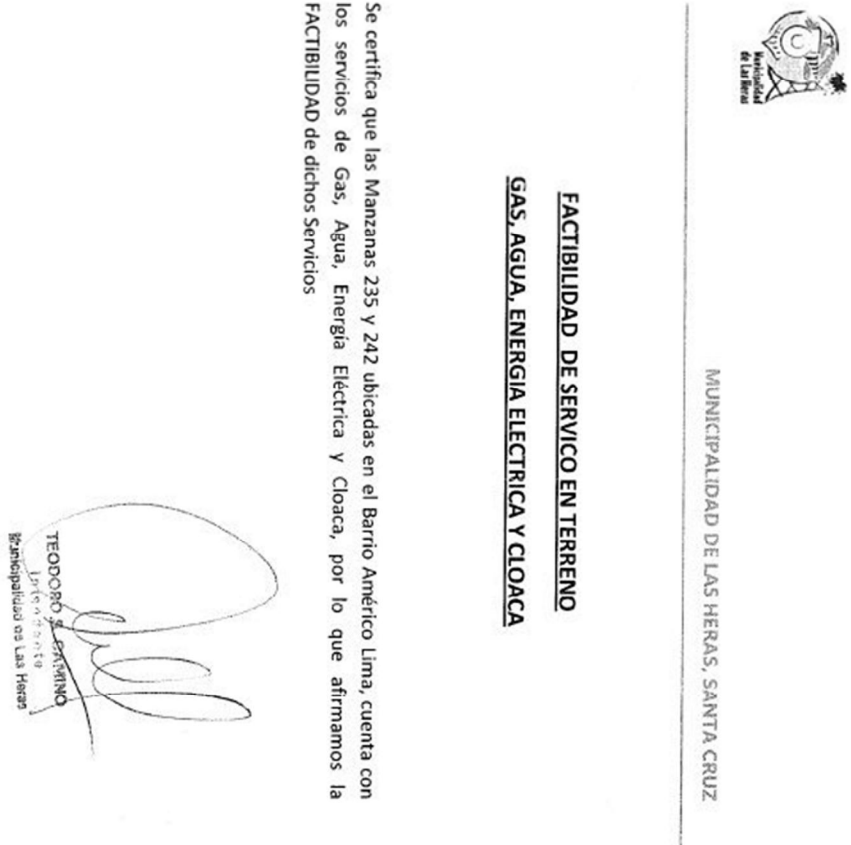 Municipalidad
de Las Heras
MUNICIPALIDAD DE LAS HERAS, SANTA CRUZ
FACTIBILIDAD DE SERVICO EN TERRENO
GAS, AGUA, ENERGIA ELECTRICA Y CLOACA
Se certifica que las Manzanas 235 y 242 ubicadas en el Barrio Américo Lima, cuenta con
los servicios de Gas, Agua, Energía Eléctrica y Cloaca, por lo que afirmamos la
FACTIBILIDAD de dichos Servicios
TEODORO S. CAMINO
Intendente
Municipalidad de Las Heras